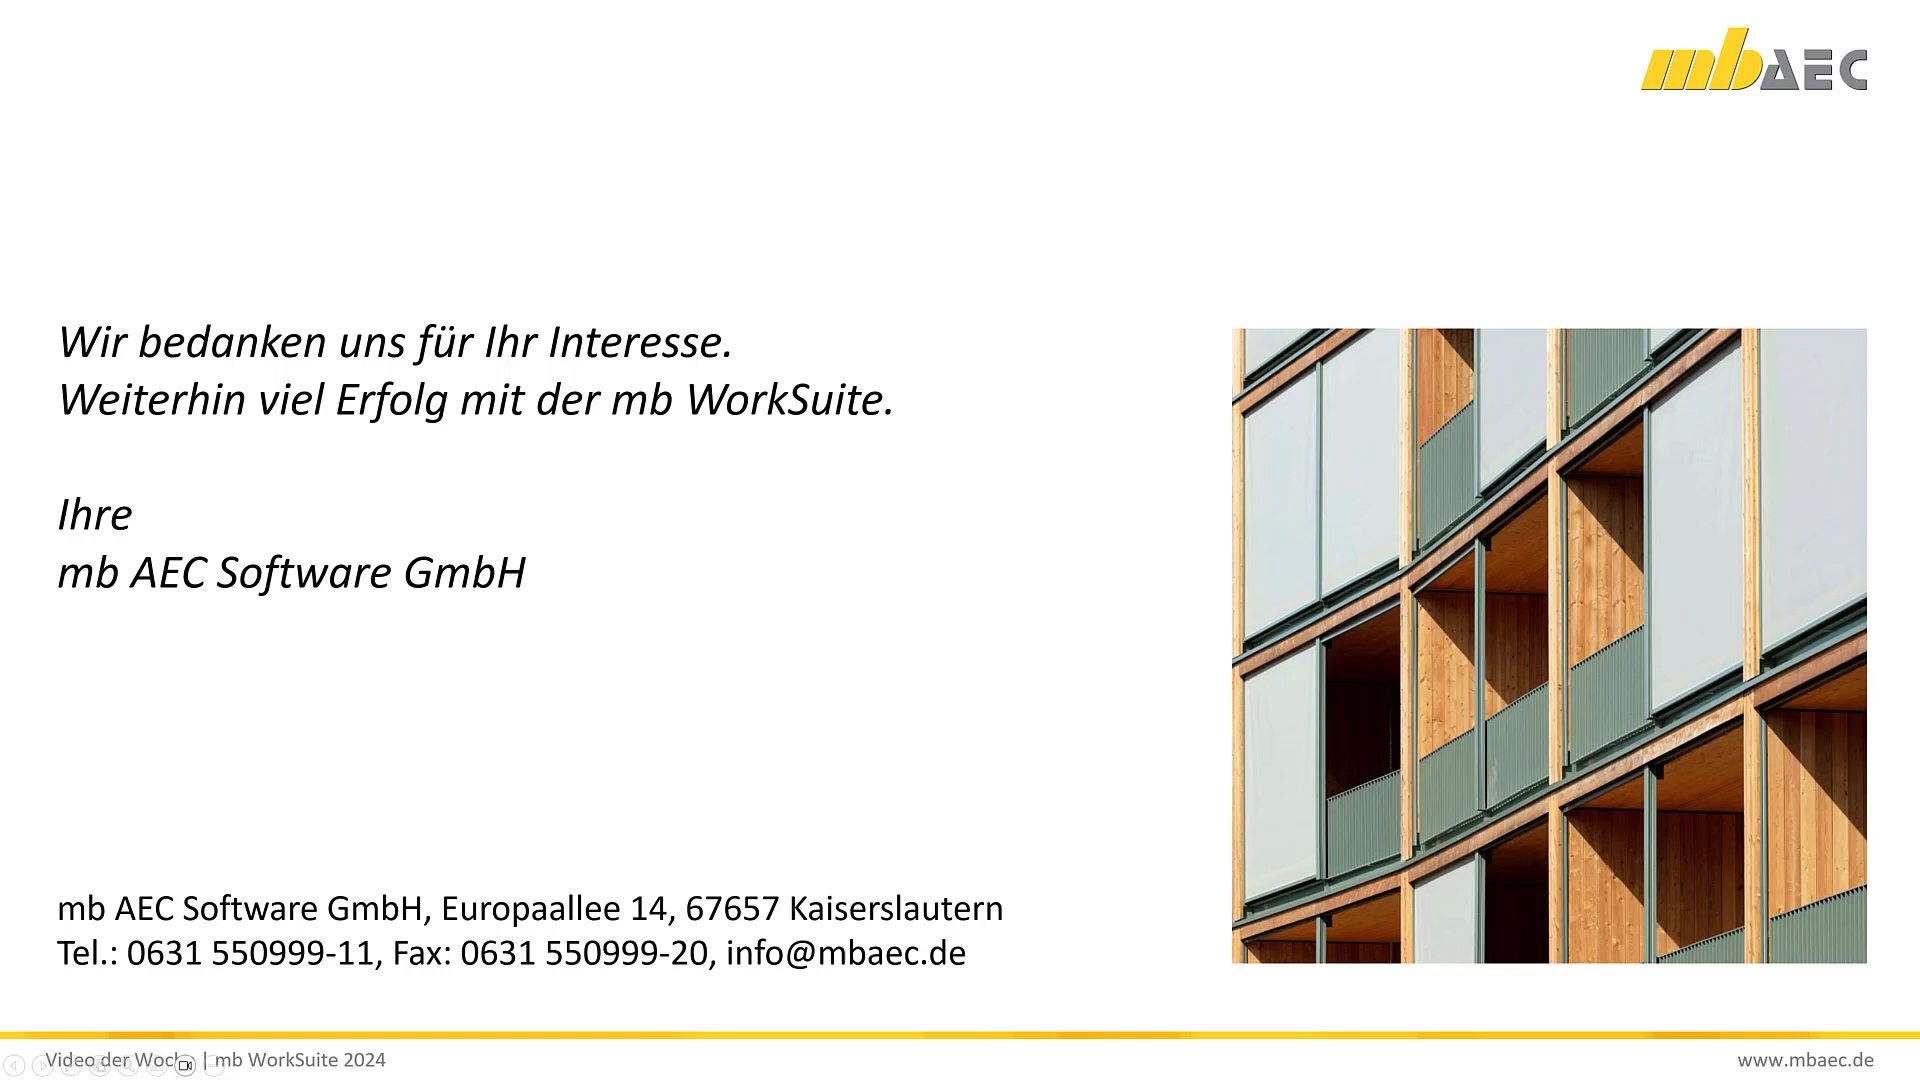 mbAEC
Wir bedanken uns für Ihr Interesse.
Weiterhin viel Erfolg mit der mb WorkSuite.
Ihre
mb AEC Software GmbH
mb AEC Software GmbH, Europaallee 14, 67657 Kaiserslautern
Tel.: 0631 550999-11, Fax: 0631 550999-20, info@mbaec.de
Video der Woche | mb WorkSuite 2024
www.mbaec.de